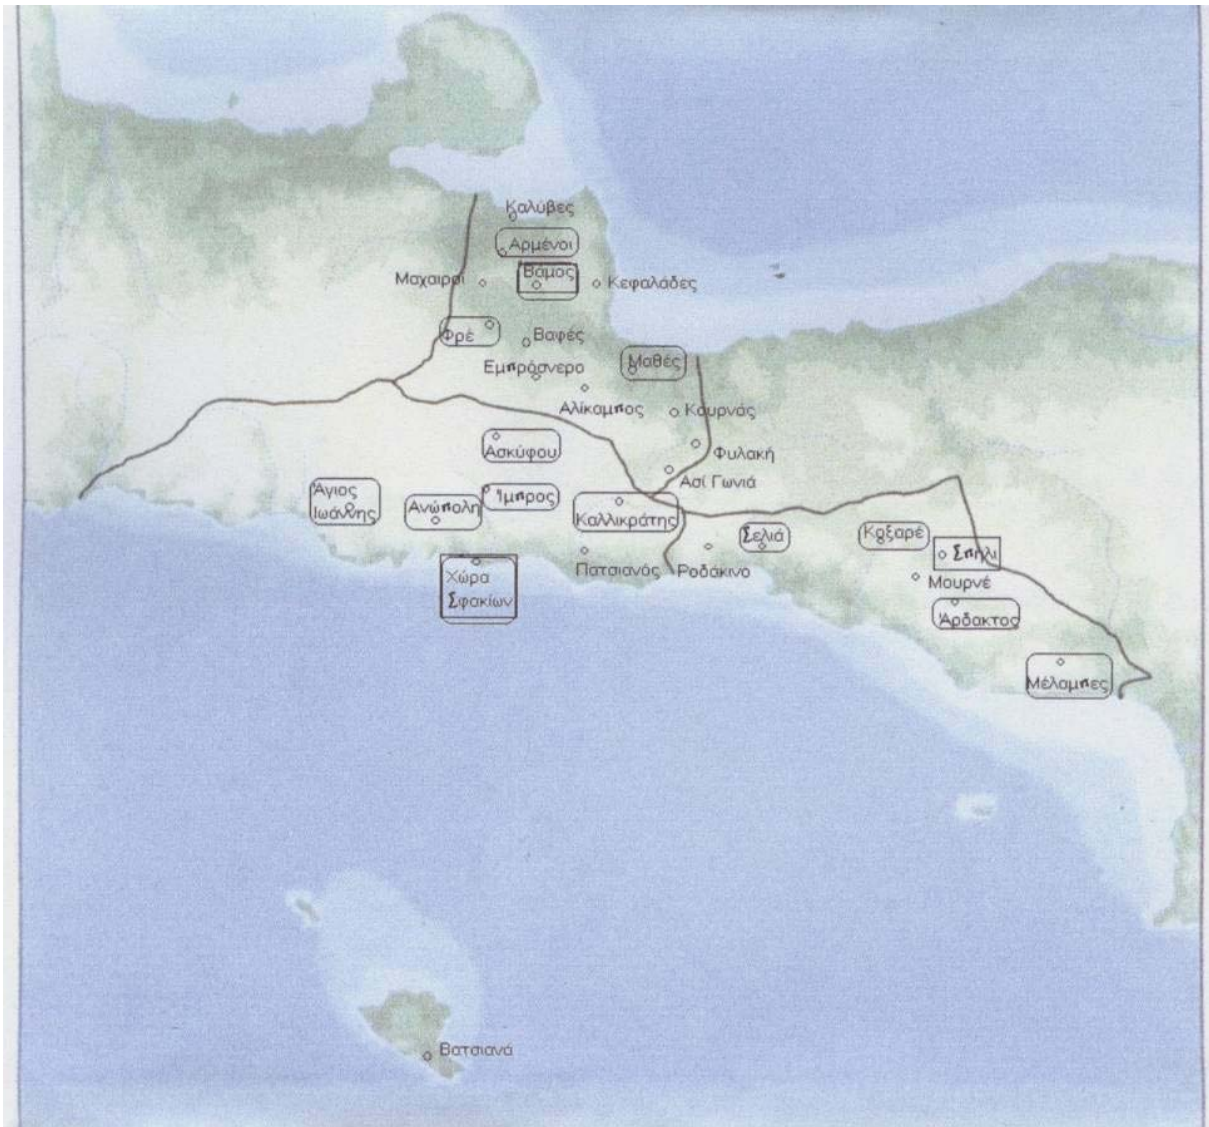 Καλύβες
Αρμένοι
Βάμος
Μαχαιροί
Κεφαλάδες
Φρέ
Βαφές
Μαθές
Εμπρόσνερο
Αλίκαμπος
Κουρνάς
Ασκύφου
Φυλακή
Ασί Γωνιά
Άγιος
Ιωάννης
Ανώπολη
Ίμπρος
Καλλικράτης
Σελιά
Κοξαρέ
Σπήλι
Πατσιανός
Ροδάκινο
Χώρα
Σφακίων
Μουρνέ
Άρδακτος
Μέλαμπες
Βατσιανά